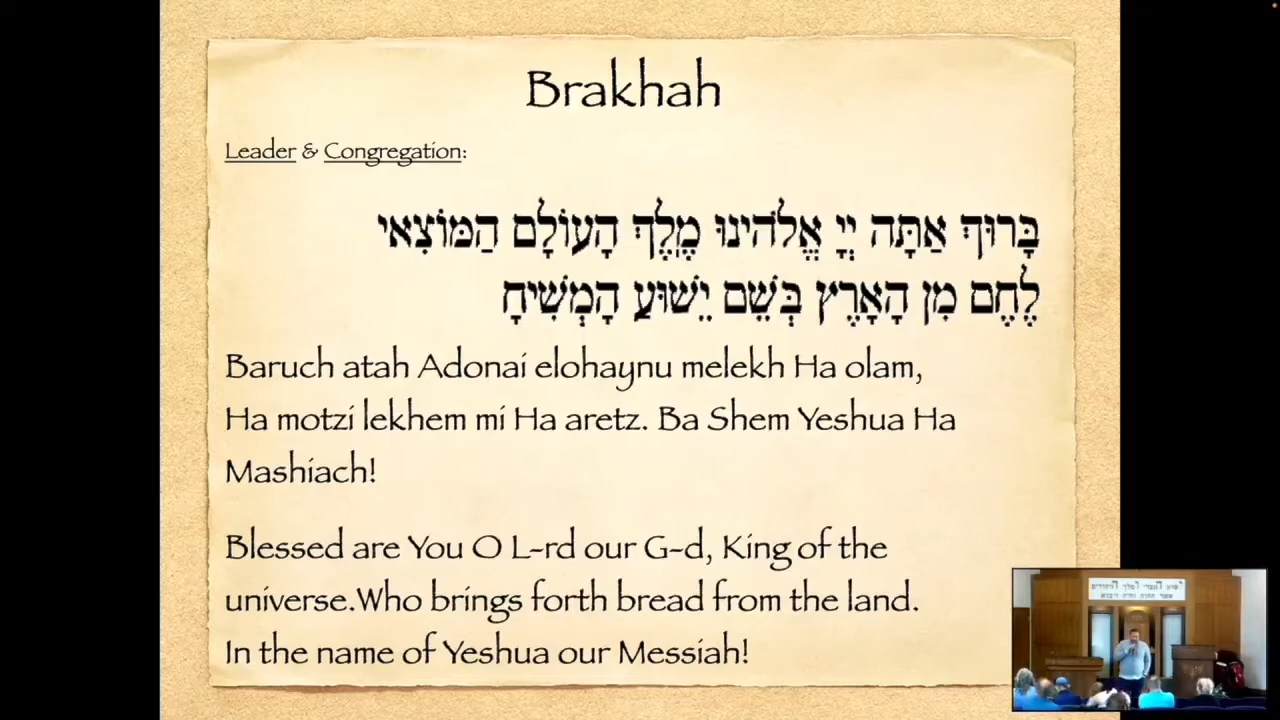 Brakhah
Leader & Congregation:
בָּרוּךְ אַתָּה יְיָ אֱלֹהֵינוּ מֶלֶךְ הָעוֹלָם הַמּוֹצְאִי
לֶחֶם מִן הָאָרֶץ בְּשֵׁם יֵשׁוּעַ הָמְשִׁיחָ
Baruch atah Adonai elohaynu melekh Ha olam,
Ha motzi lekhem mi Ha aretz. Ba Shem Yeshua Ha
Mashiach!
Blessed are You O L-rd our G-d, King of the
universe.Who brings forth bread from the land.
In the name of Yeshua our Messiah!